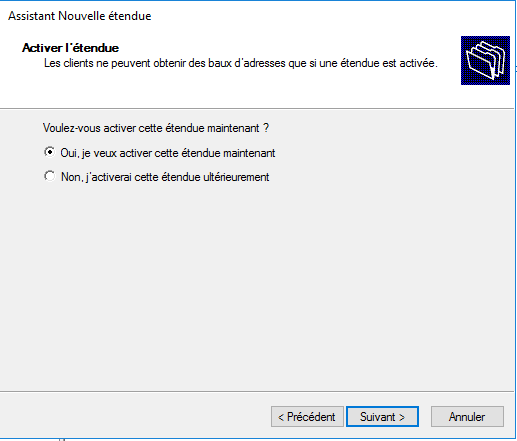 Assistant Nouvelle étendue
Activer l'étendue
Les clients ne peuvent obtenir des baux d'adresses que si une étendue est activée.
Voulez-vous activer cette étendue maintenant ?
Oui, je veux activer cette étendue maintenant
Non, j'activerai cette étendue ultérieurement
< Précédent Suivant > Annuler